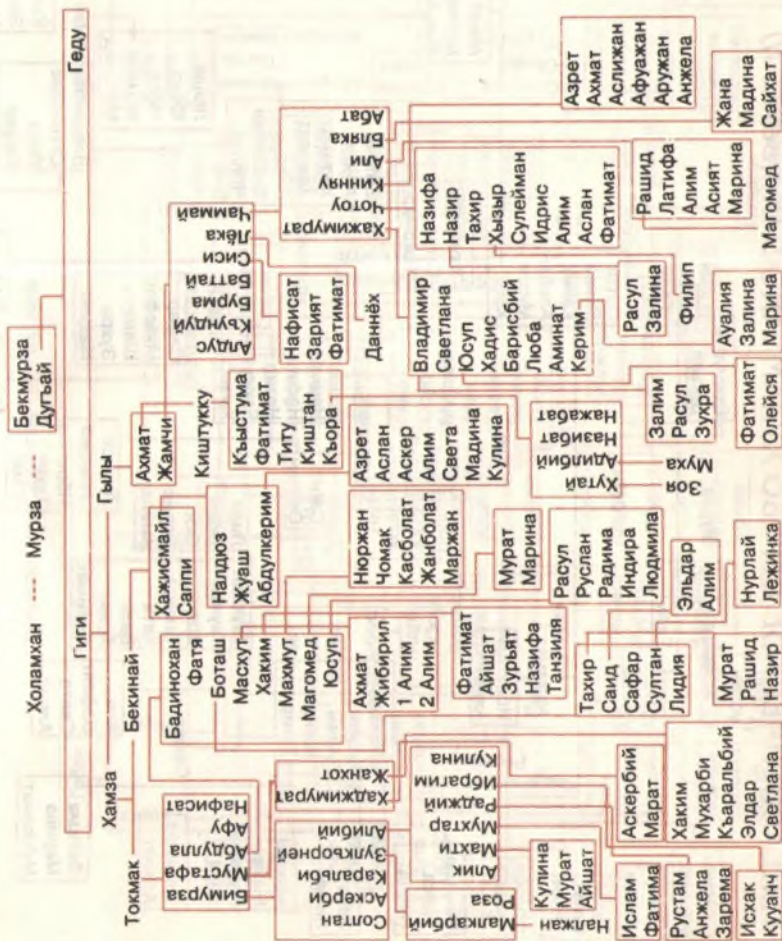 Холамхан --- Мурза ---
Бекмурза
Дугъай
Гиги
Геду
Хамза
Гылы
Токмак
Бекинай
Бимурза
Мустафа
Абдулла
Афу
Нафисат
Солтан
Аскерби
Каральби
Зулкъорней
Алибий
Хаджимурат
Жанхот
Малкарбий
Роза
Налжан
Алик
Махти
Мухтар
Раджий
Ибрагим
Кулина
Кулина
Мурат
Айшат
Ислам
Фатима
Рустам
Анжела
Зарема
Исхак
Кууанч
Аскербий
Марат
Хаким
Мухарби
Къаральбий
Элдар
Светлана
Бадинохан
Фатя
Боташ
Масхут
Хаким
Махмут
Магомед
Юсуп
Ахмат
Жибирил
1 Алим
2 Алим
Фатимат
Айшат
Зурьят
Назифа
Танзиля
Тахир
Саид
Сафар
Султан
Лидия
Мурат
Рашид
Назир
Хажисмайл
Саппи
Налдюз
Жуаш
Абдулкерим
Нюржан
Чомак
Касболат
Жанболат
Маржан
Мурат
Марина
Расул
Руслан
Радима
Индира
Людмила
Эльдар
Алим
Нурлай
Лежинка
Ахмат
Жамчи
Киштукку
Къыстума
Фатимат
Титу
Киштан
Къора
Азрет
Аслан
Аскер
Алим
Света
Мадина
Кулина
Хутай
Адилбий
Назибат
Нажабат
Зоя
Муха
Алдус
Къундуй
Бурма
Баттай
Сиси
Лёка
Чаммай
Нафисат
Зарият
Фатимат
Даннёх
Хажимурат
Чотоу
Кинняу
Али
Бляка
Абат
Владимир
Светлана
Юсуп
Хадис
Барисбий
Люба
Аминат
Керим
Залим
Расул
Зухра
Фатимат
Олейся
Назифа
Назир
Тахир
Хызыр
Сулейман
Идрис
Алим
Аслан
Фатимат
Расул
Залина
Филип
Ауалия
Залина
Марина
Азрет
Ахмат
Аслижан
Афуажан
Аружан
Анжела
Рашид
Латифа
Алим
Асият
Марина
Магомед
Жана
Мадина
Сайхат